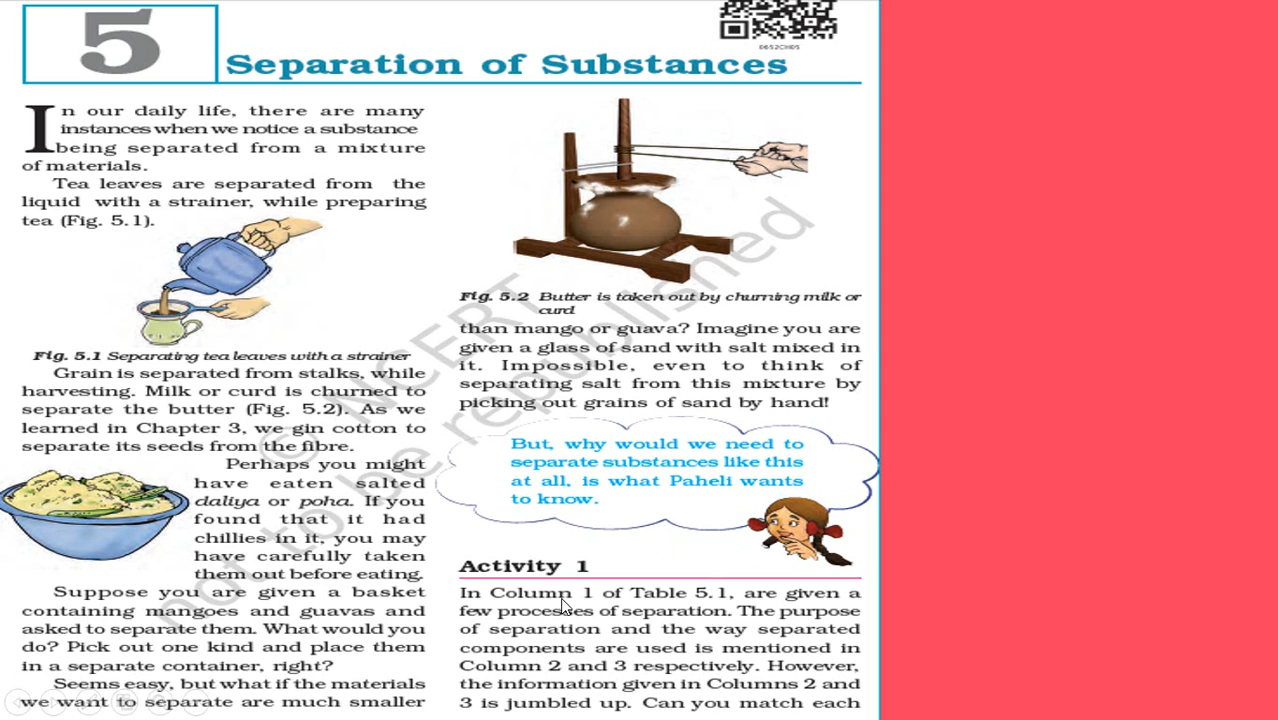 5
0652CH05
Separation of Substances
In our daily life, there are many
instances when we notice a substance
being separated from a mixture
of materials.
Tea leaves are separated from the
liquid with a strainer, while preparing
tea (Fig. 5.1).
Fig. 5.1 Separating tea leaves with a strainer
Grain is separated from stalks, while
harvesting. Milk or curd is churned to
separate the butter (Fig. 5.2). As we
learned in Chapter 3, we gin cotton to
separate its seeds from the fibre.
Perhaps you might
have eaten salted
daliya or poha. If you
found that it had
chillies in it, you may
have carefully taken
them out before eating.
Suppose you are given a basket
containing mangoes and guavas and
asked to separate them. What would you
do? Pick out one kind and place them
in a separate container, right?
Seems easy, but what if the materials
we want to separate are much smaller
Fig. 5.2 Butter is taken out by churning milk or
curd
than mango or guava? Imagine you are
given a glass of sand with salt mixed in
it. Impossible, even to think of
separating salt from this mixture by
picking out grains of sand by hand!
But, why would we need to
separate substances like this
at all, is what Paheli wants
to know.
Activity 1
In Column 1 of Table 5.1, are given a
few processes of separation. The purpose
of separation and the way separated
components are used is mentioned in
Column 2 and 3 respectively. However,
the information given in Columns 2 and
3 is jumbled up. Can you match each
© NCERT
not to be republished